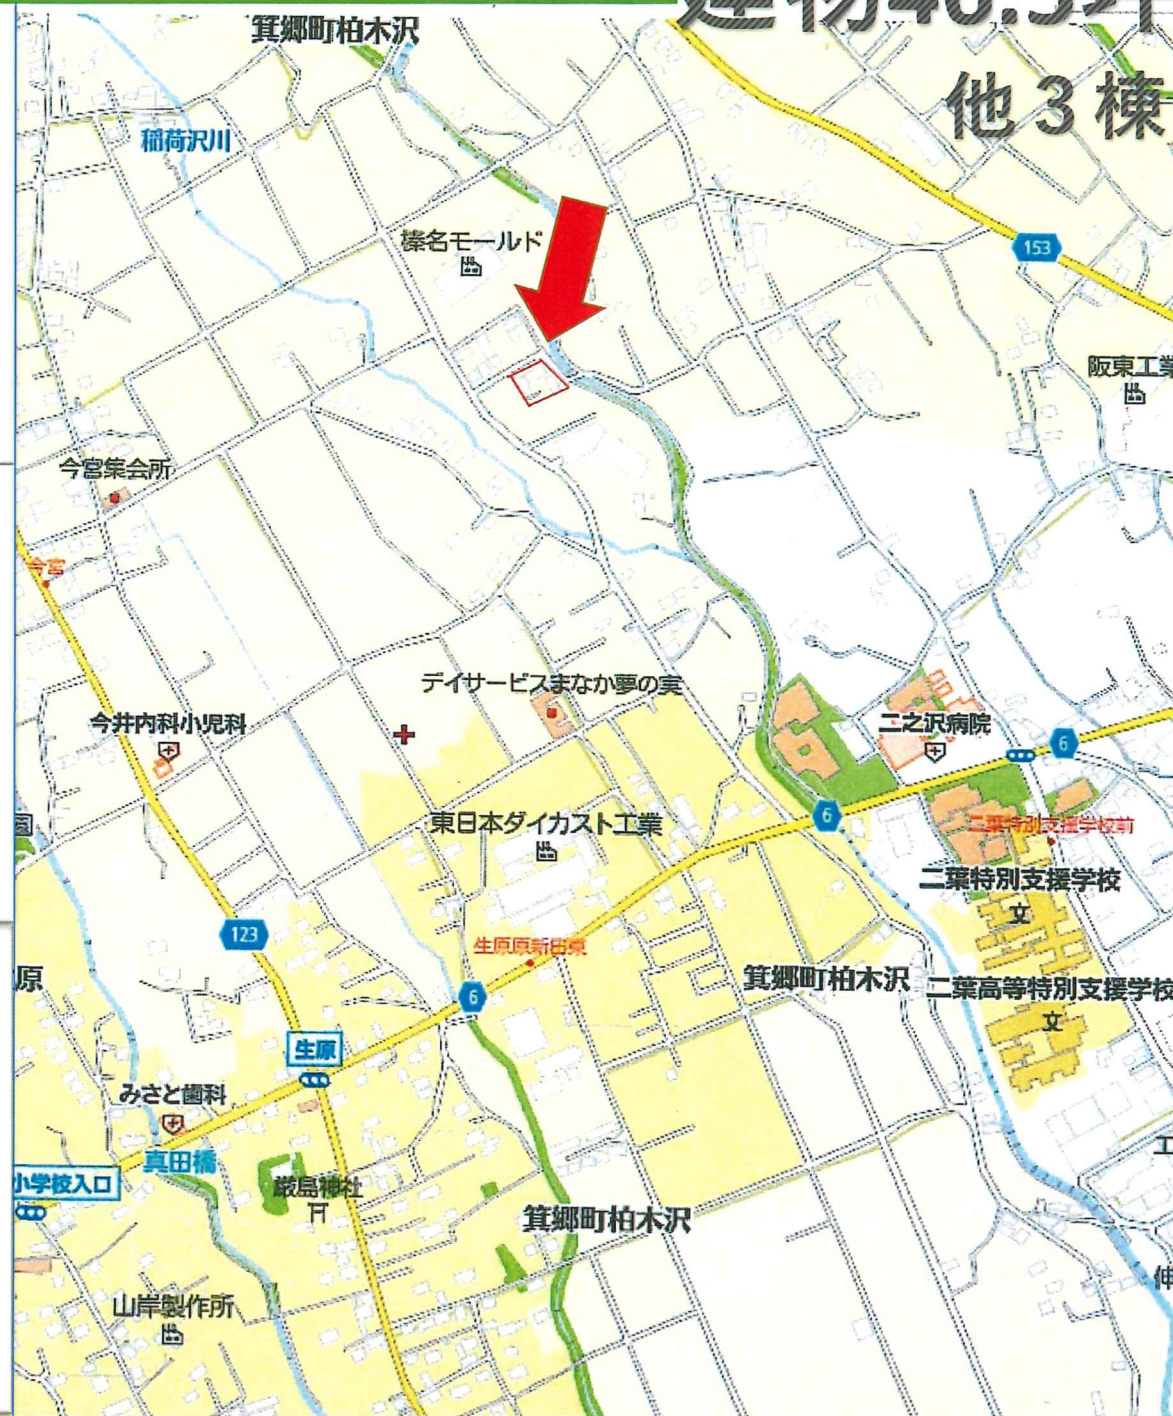 箕郷町柏木沢
他3棟
稲荷沢川
榛名モールド
153
阪東工業
今宮集会所
今宮
デイサービスまなか夢の実
今井内科小児科
二之沢病院
6
6
東日本ダイカスト工業
二葉特別支援学校前
二葉特別支援学校
123
生原原新田東
原
箕郷町柏木沢
二葉高等特別支援学校
6
生原
みさと歯科
真田橋
小学校入口
厳島神社
箕郷町柏木沢
山岸製作所